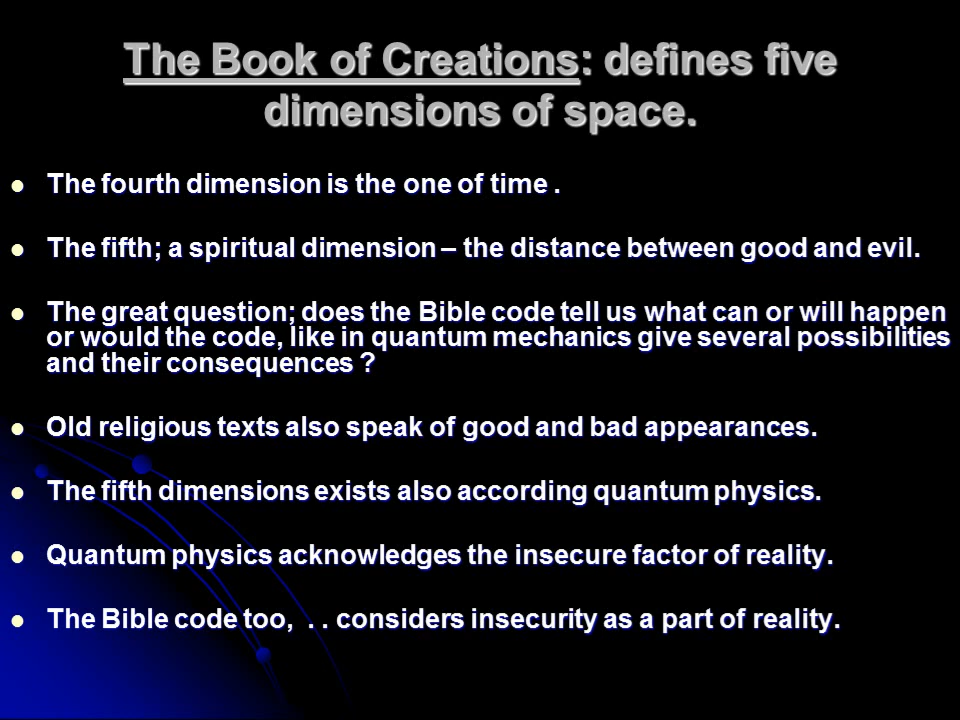 The Book of Creations: defines five
dimensions of space.
The fourth dimension is the one of time .
The fifth; a spiritual dimension – the distance between good and evil.
The great question; does the Bible code tell us what can or will happen
or would the code, like in quantum mechanics give several possibilities
and their consequences ?
Old religious texts also speak of good and bad appearances.
The fifth dimensions exists also according quantum physics.
Quantum physics acknowledges the insecure factor of reality.
The Bible code too,  . . considers insecurity as a part of reality.